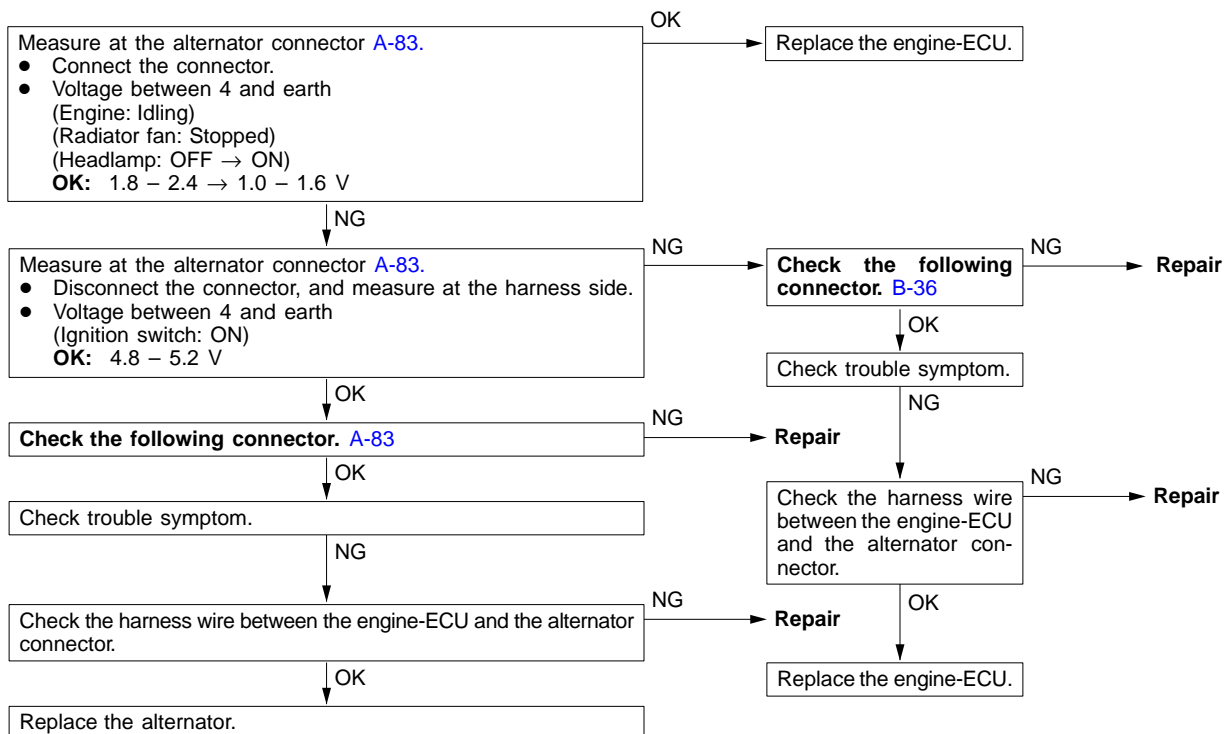 OK
Measure at the alternator connector A-83.
● Connect the connector.
● Voltage between 4 and earth
(Engine: Idling)
(Radiator fan: Stopped)
(Headlamp: OFF → ON)
OK: 1.8 – 2.4 → 1.0 – 1.6 V
Replace the engine-ECU.
NG
Measure at the alternator connector A-83.
● Disconnect the connector, and measure at the harness side.
● Voltage between 4 and earth
(Ignition switch: ON)
OK: 4.8 – 5.2 V
NG
Check the following
connector. B-36
NG
Repair
OK
Check trouble symptom.
NG
OK
Check the following connector. A-83
NG
Repair
OK
Check trouble symptom.
NG
Check the harness wire
between the engine-ECU
and the alternator con-
nector.
NG
Repair
OK
Replace the engine-ECU.
Check the harness wire between the engine-ECU and the alternator
connector.
NG
Repair
OK
Replace the alternator.